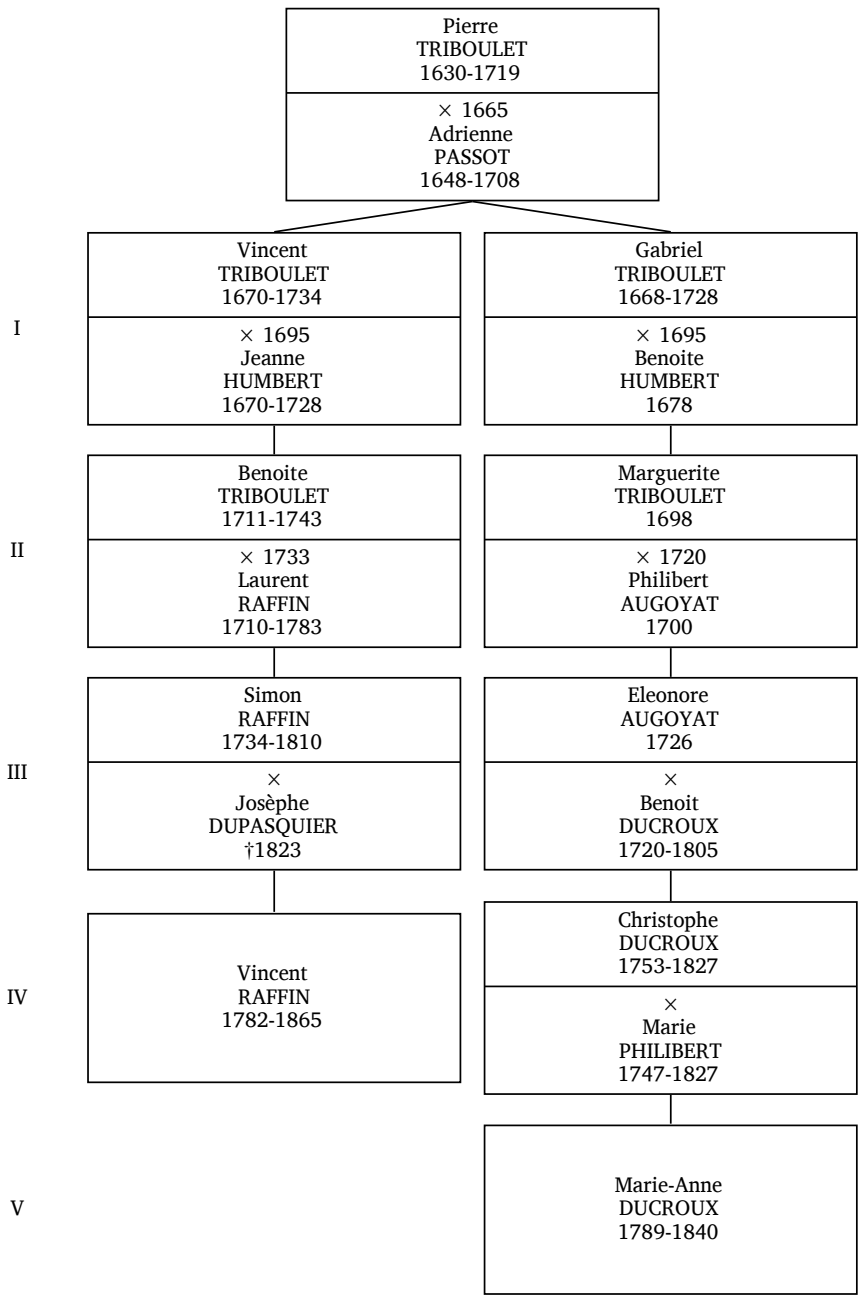 Pierre
TRIBOULET
1630-1719
× 1665
Adrienne
PASSOT
1648-1708
I
Vincent
TRIBOULET
1670-1734
× 1695
Jeanne
HUMBERT
1670-1728
Gabriel
TRIBOULET
1668-1728
× 1695
Benoite
HUMBERT
1678
II
Benoite
TRIBOULET
1711-1743
× 1733
Laurent
RAFFIN
1710-1783
Marguerite
TRIBOULET
1698
× 1720
Philibert
AUGOYAT
1700
III
Simon
RAFFIN
1734-1810
×
Josèphe
DUPASQUIER
†1823
Eleonore
AUGOYAT
1726
×
Benoit
DUCROUX
1720-1805
IV
Vincent
RAFFIN
1782-1865
Christophe
DUCROUX
1753-1827
×
Marie
PHILIBERT
1747-1827
V
Marie-Anne
DUCROUX
1789-1840